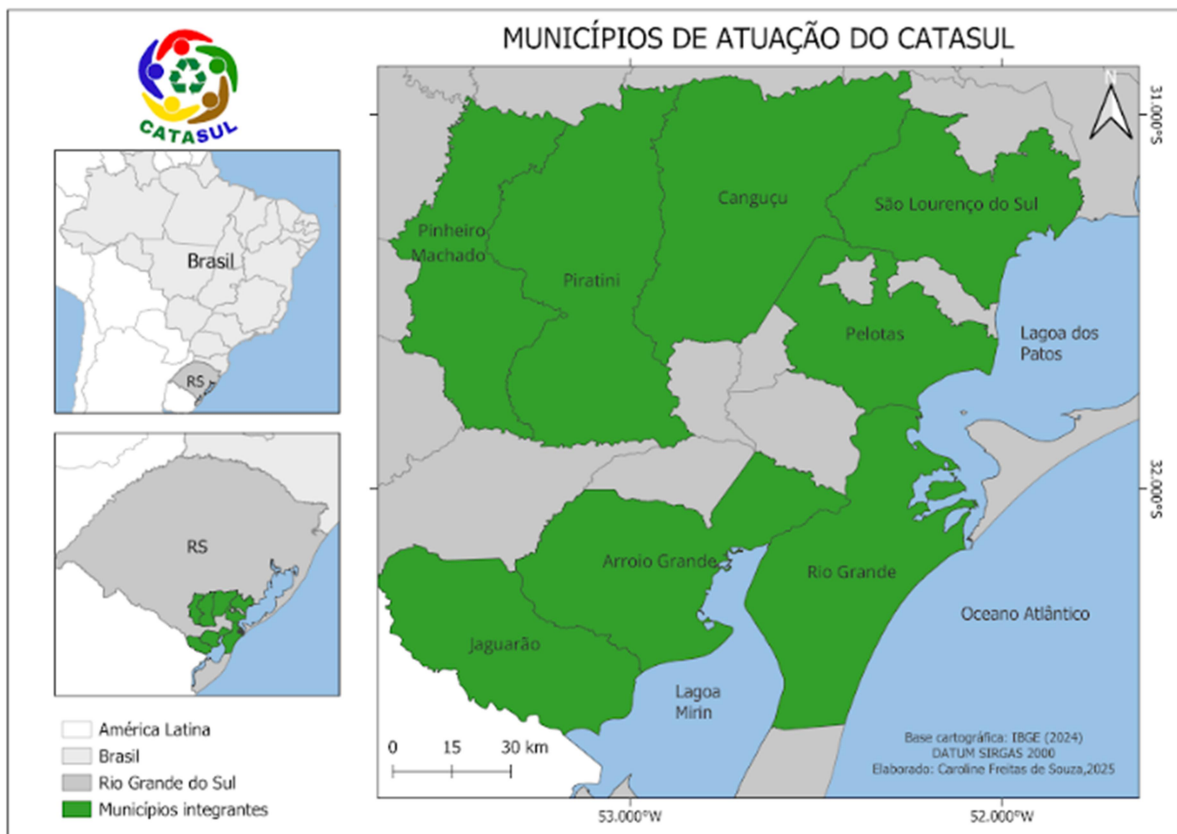 MUNICÍPIOS DE ATUAÇÃO DO CATASUL
CATASUL
Brasil
RS
RS
América Latina
Brasil
Rio Grande do Sul
Municípios integrantes
N
31.000°S
32.000°S
53.000°W
52.000°W
Pinheiro
Machado
Piratini
Canguçu
São Lourenço do Sul
Pelotas
Lagoa dos
Patos
Arroio Grande
Rio Grande
Jaguarão
Lagoa
Mirin
Oceano Atlântico
0 15 30 km
Base cartográfica: IBGE (2024)
DATUM SIRGAS 2000
Elaborado: Caroline Freitas de Souza,2025